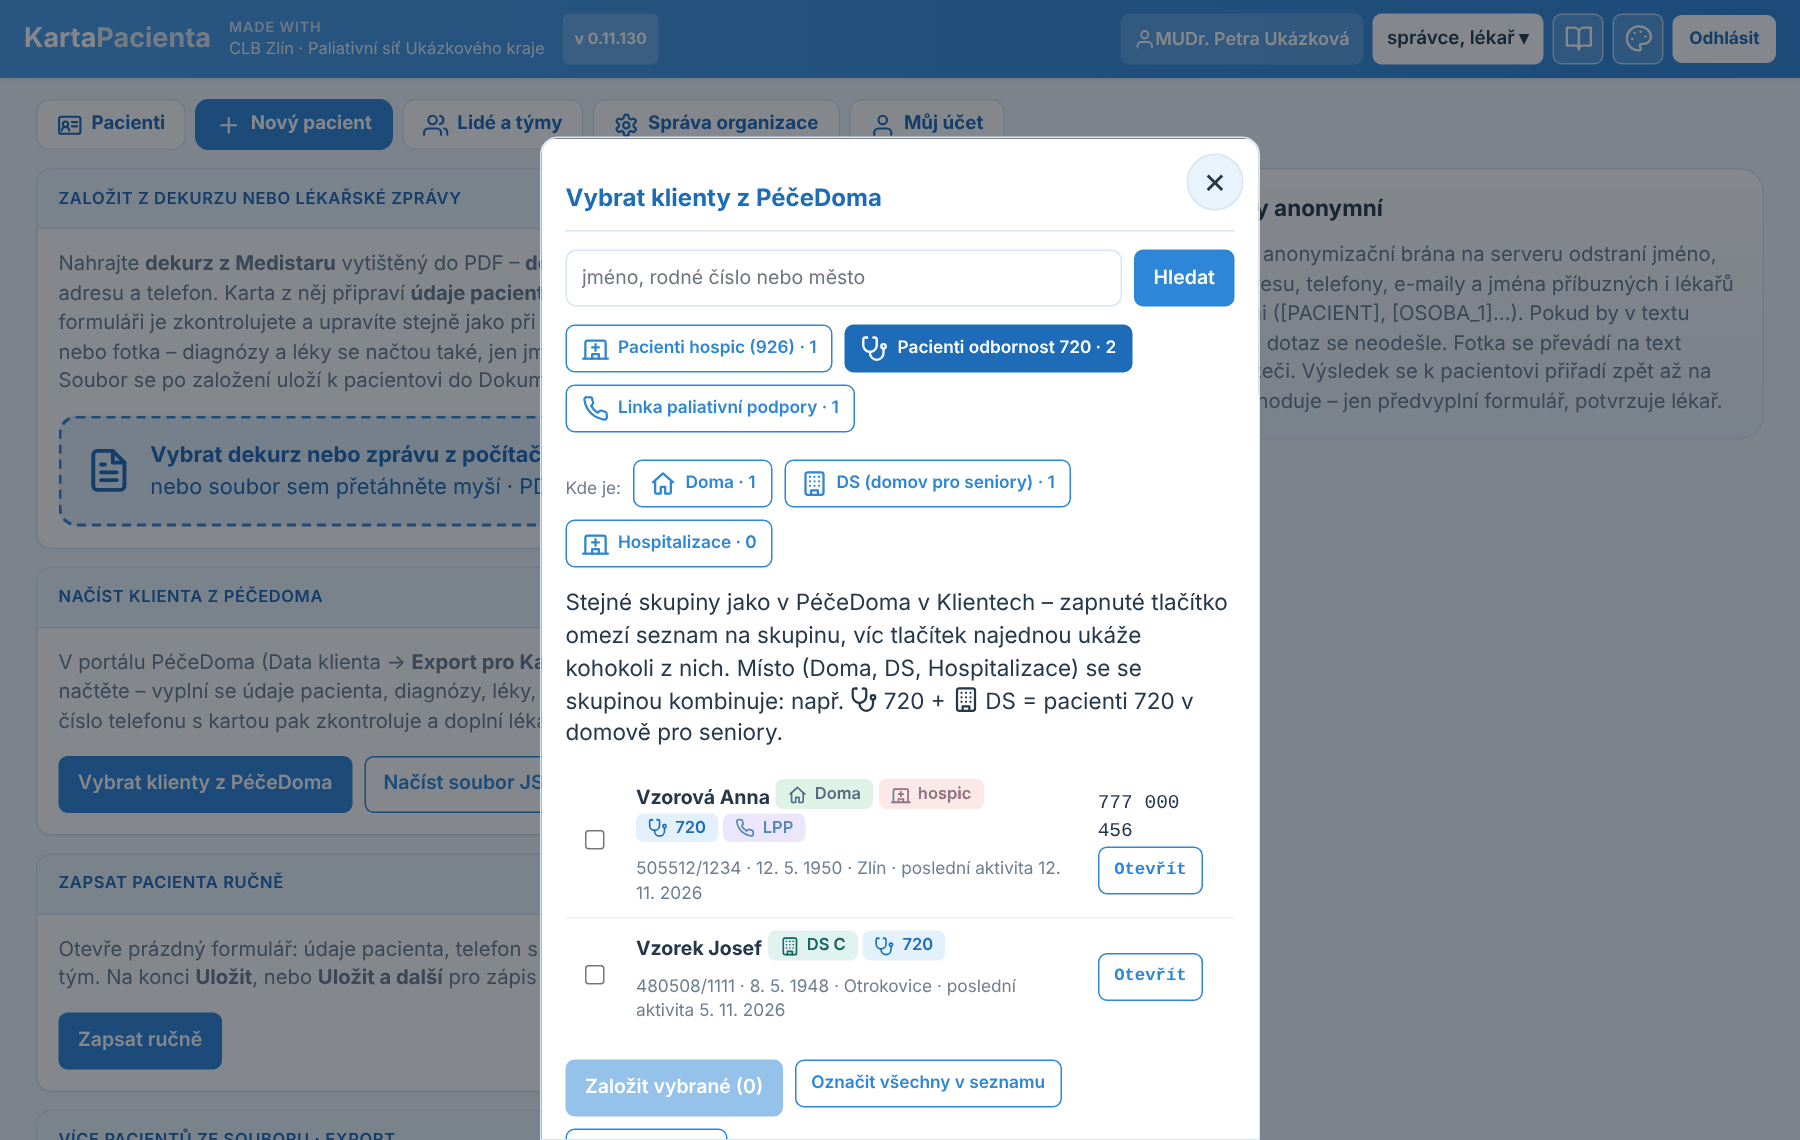 KartaPacienta
MADE WITH
CLB Zlín · Paliativní síť Ukázkového kraje
v 0.11.130
MUDr. Petra Ukázková
správce, lékař ▾
Odhlásit
Pacienti
Nový pacient
Lidé a týmy
Správa organizace
Můj účet
ZALOŽIT Z DEKURZU NEBO LÉKAŘSKÉ ZPRÁVY
Nahrajte dekurz z Medistaru vytištěný do PDF –
adresu a telefon. Karta z něj připraví údaje
formuláři je zkontrolujete a upravíte stejně jako při
nebo fotka – diagnózy a léky se načtou také, jen
Soubor se po založení uloží k pacientovi do
Vybrat dekurz nebo zprávu z
nebo soubor sem přetáhněte myší ·
NAČÍST KLIENTA Z PÉČEDOMA
V portálu PéčeDoma (Data klienta → Export pro
načtěte – vyplní se údaje pacienta, diagnózy, léky,
číslo telefonu s kartou pak zkontroluje a doplní
Vybrat klienty z PéčeDoma
Načíst soubor
ZAPSAT PACIENTA RUČNĚ
Otevře prázdný formulář: údaje pacienta, telefon s
tým. Na konci Uložit, nebo Uložit a další pro zápis
Zapsat ručně
VÍCE PACIENTŮ ZE SOUBORU · EXPORT
y anonymní
anonymizační brána na serveru odstraní jméno,
esu, telefony, e-maily a jména příbuzných i lékařů
([PACIENT], [OSOBA_1]…). Pokud by v textu
dotaz se neodešle. Fotka se převádí na text
Výsledek se k pacientovi přiřadí zpět až na
– jen předvyplní formulář, potvrzuje lékař.
Vybrat klienty z PéčeDoma
×
jméno, rodné číslo nebo město
Hledat
Pacienti hospic (926) · 1
Pacienti odbornost 720 · 2
Linka paliativní podpory · 1
Kde je:
Doma · 1
DS (domov pro seniory) · 1
Hospitalizace · 0
Stejné skupiny jako v PéčeDoma v Klientech – zapnuté tlačítko
omezí seznam na skupinu, víc tlačítek najednou ukáže
kohokoli z nich. Místo (Doma, DS, Hospitalizace) se se
skupinou kombinuje: např. 720 + DS = pacienti 720 v
domově pro seniory.
Vzorová Anna Doma hospic
720 LPP
505512/1234 · 12. 5. 1950 · Zlín · poslední aktivita 12.
11. 2026
777 000
456
Otevřít
Vzorek Josef DS C 720
480508/1111 · 8. 5. 1948 · Otrokovice · poslední
aktivita 5. 11. 2026
Otevřít
Založit vybrané (0)
Označit všechny v seznamu